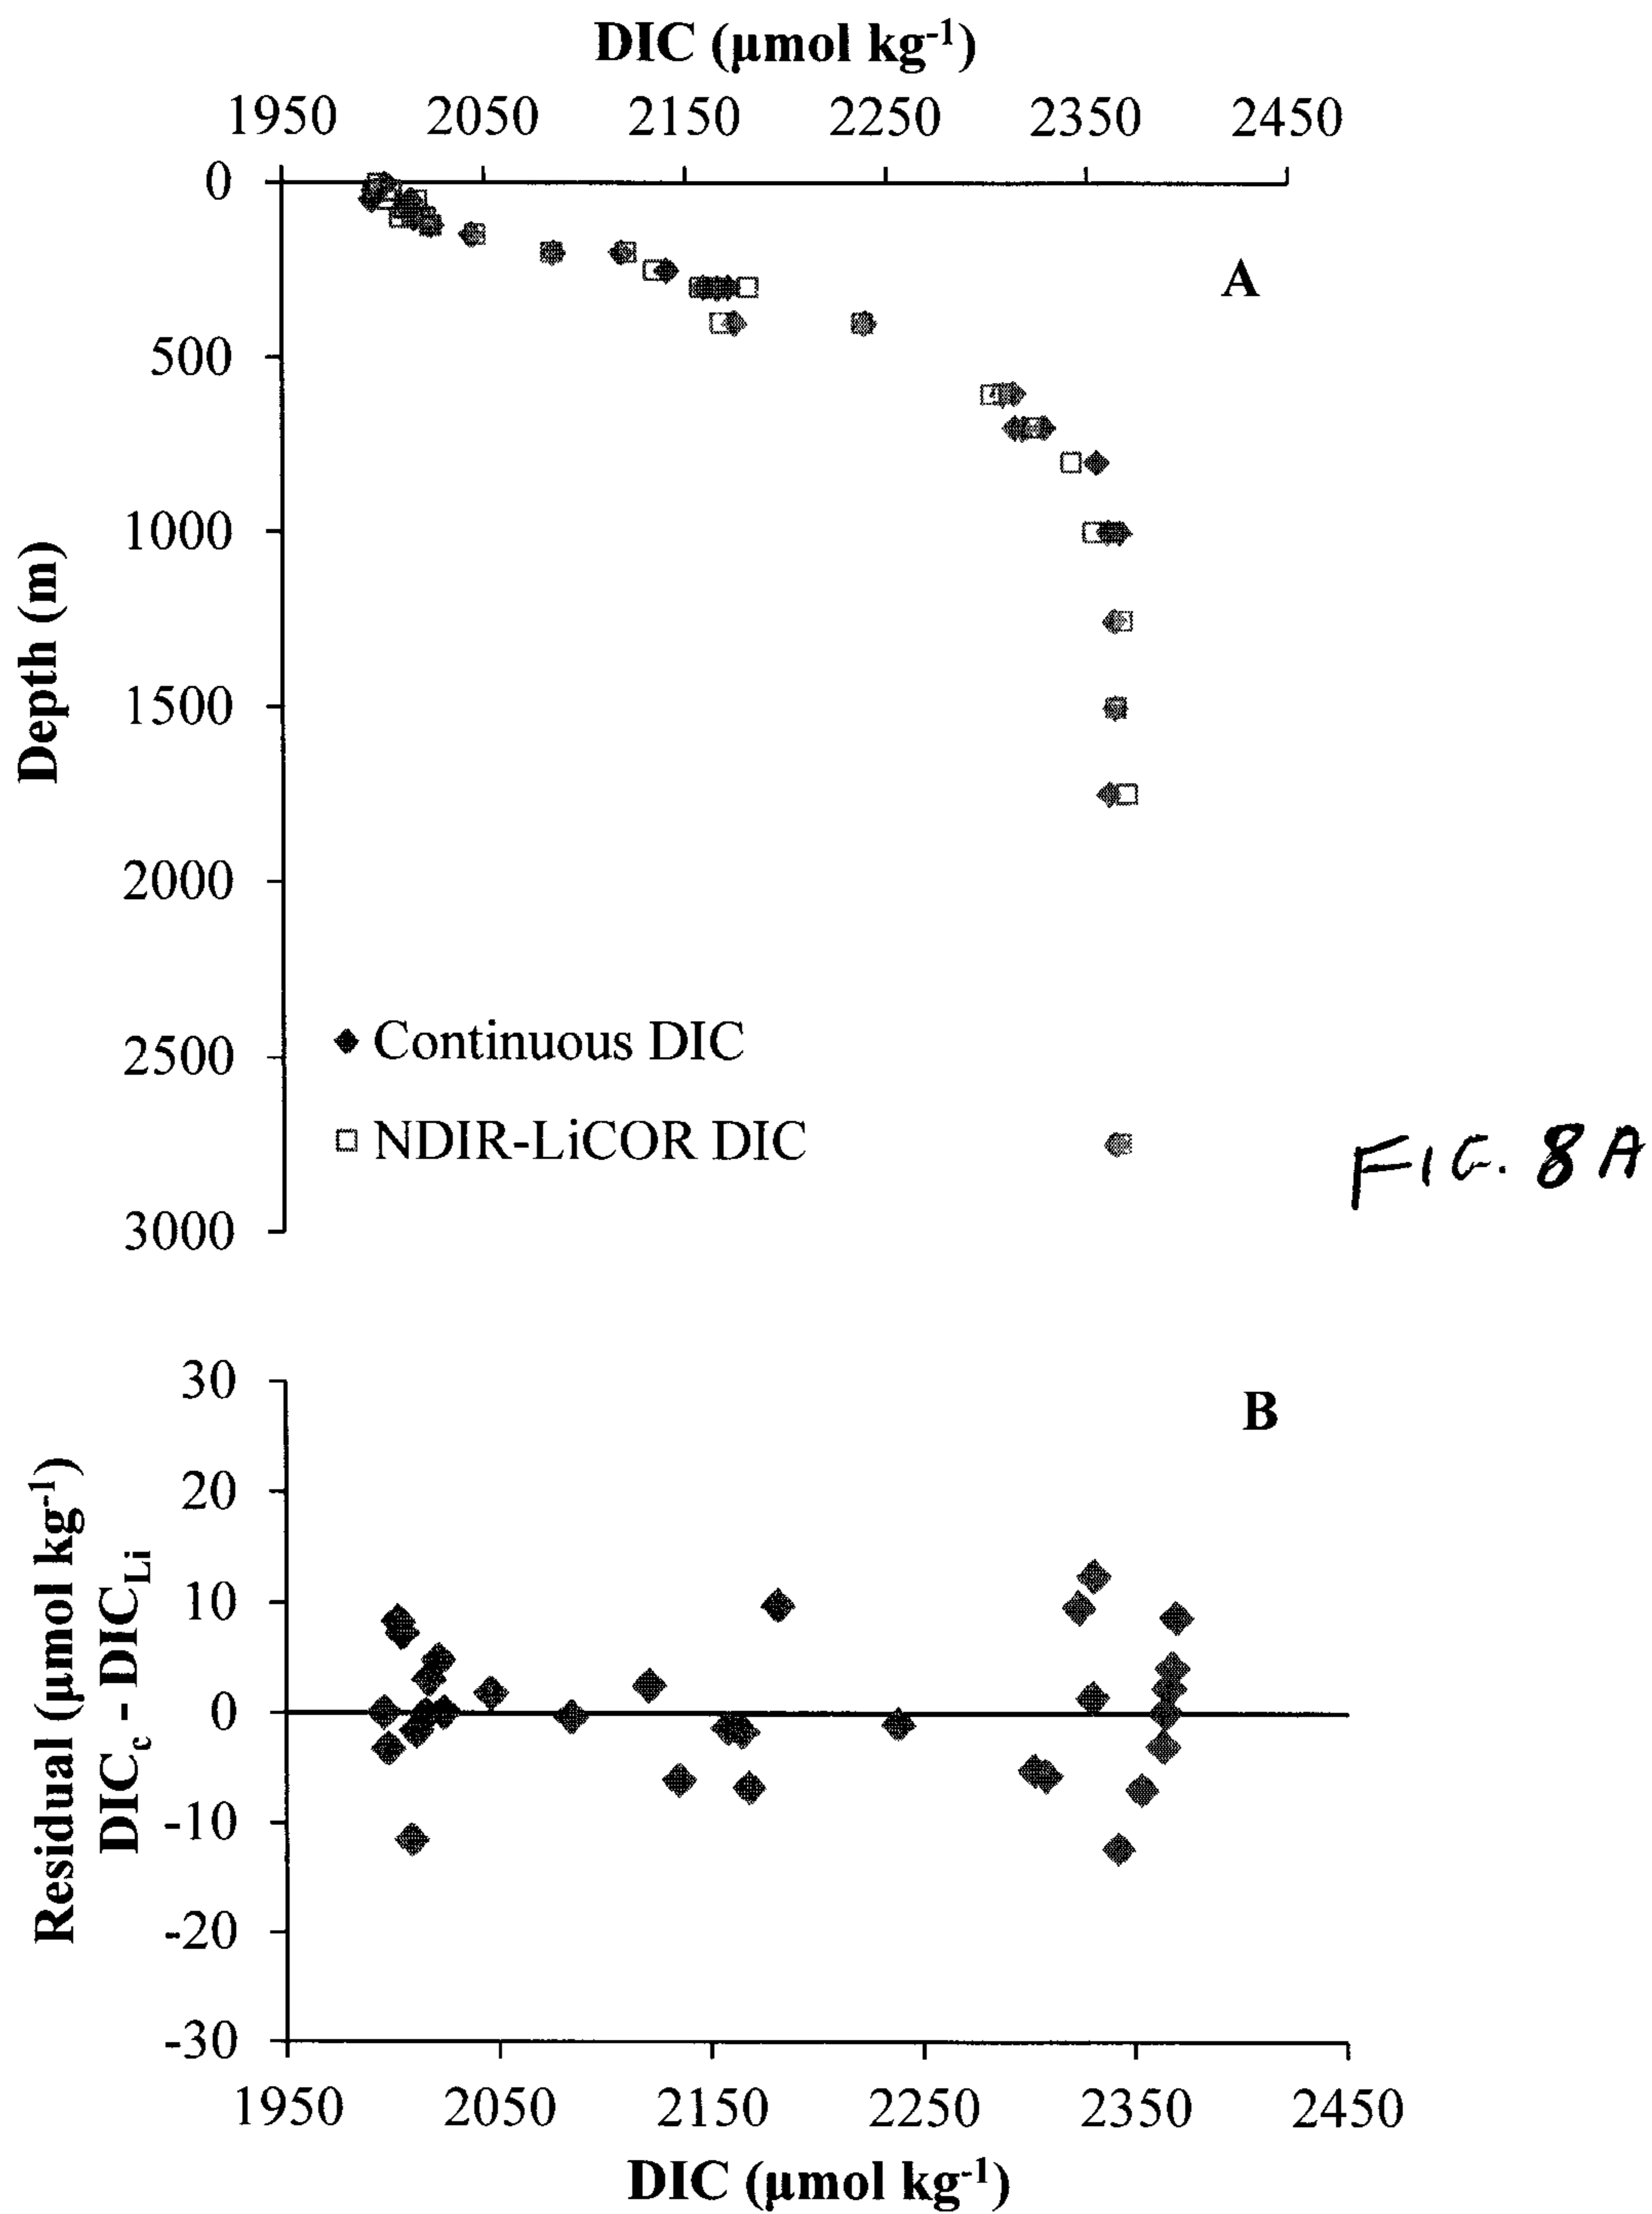 DIC (µmol kg-1)
1950 2050 2150 2250 2350 2450
0
A
500
1000
Depth (m)
1500
2000
2500
Continuous DIC
NDIR-LiCOR DIC
FIG. 8A
3000
30
B
20
10
0
-10
-20
-30
Residual (µmol kg-1)
DICc - DICLi
1950 2050 2150 2250 2350 2450
DIC (µmol kg-1)